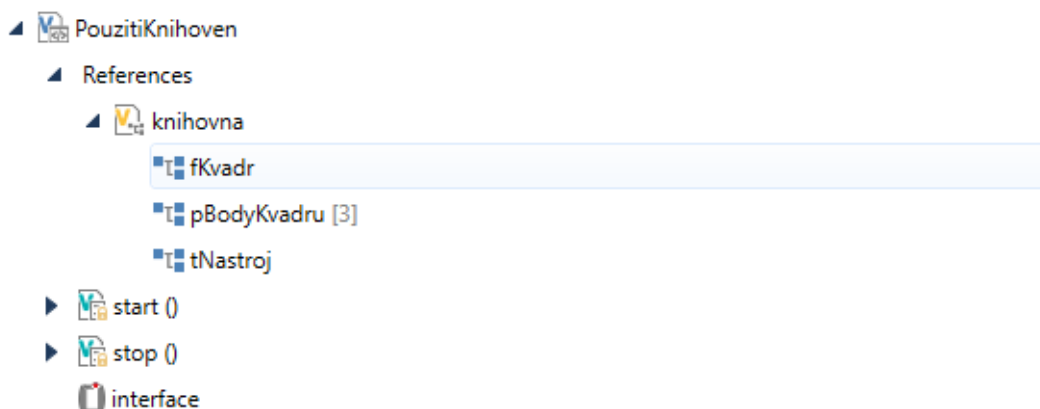 PouzitiKnihoven
References
knihovna
fKvadr
pBodyKvadru [3]
tNastroj
start ()
stop ()
interface